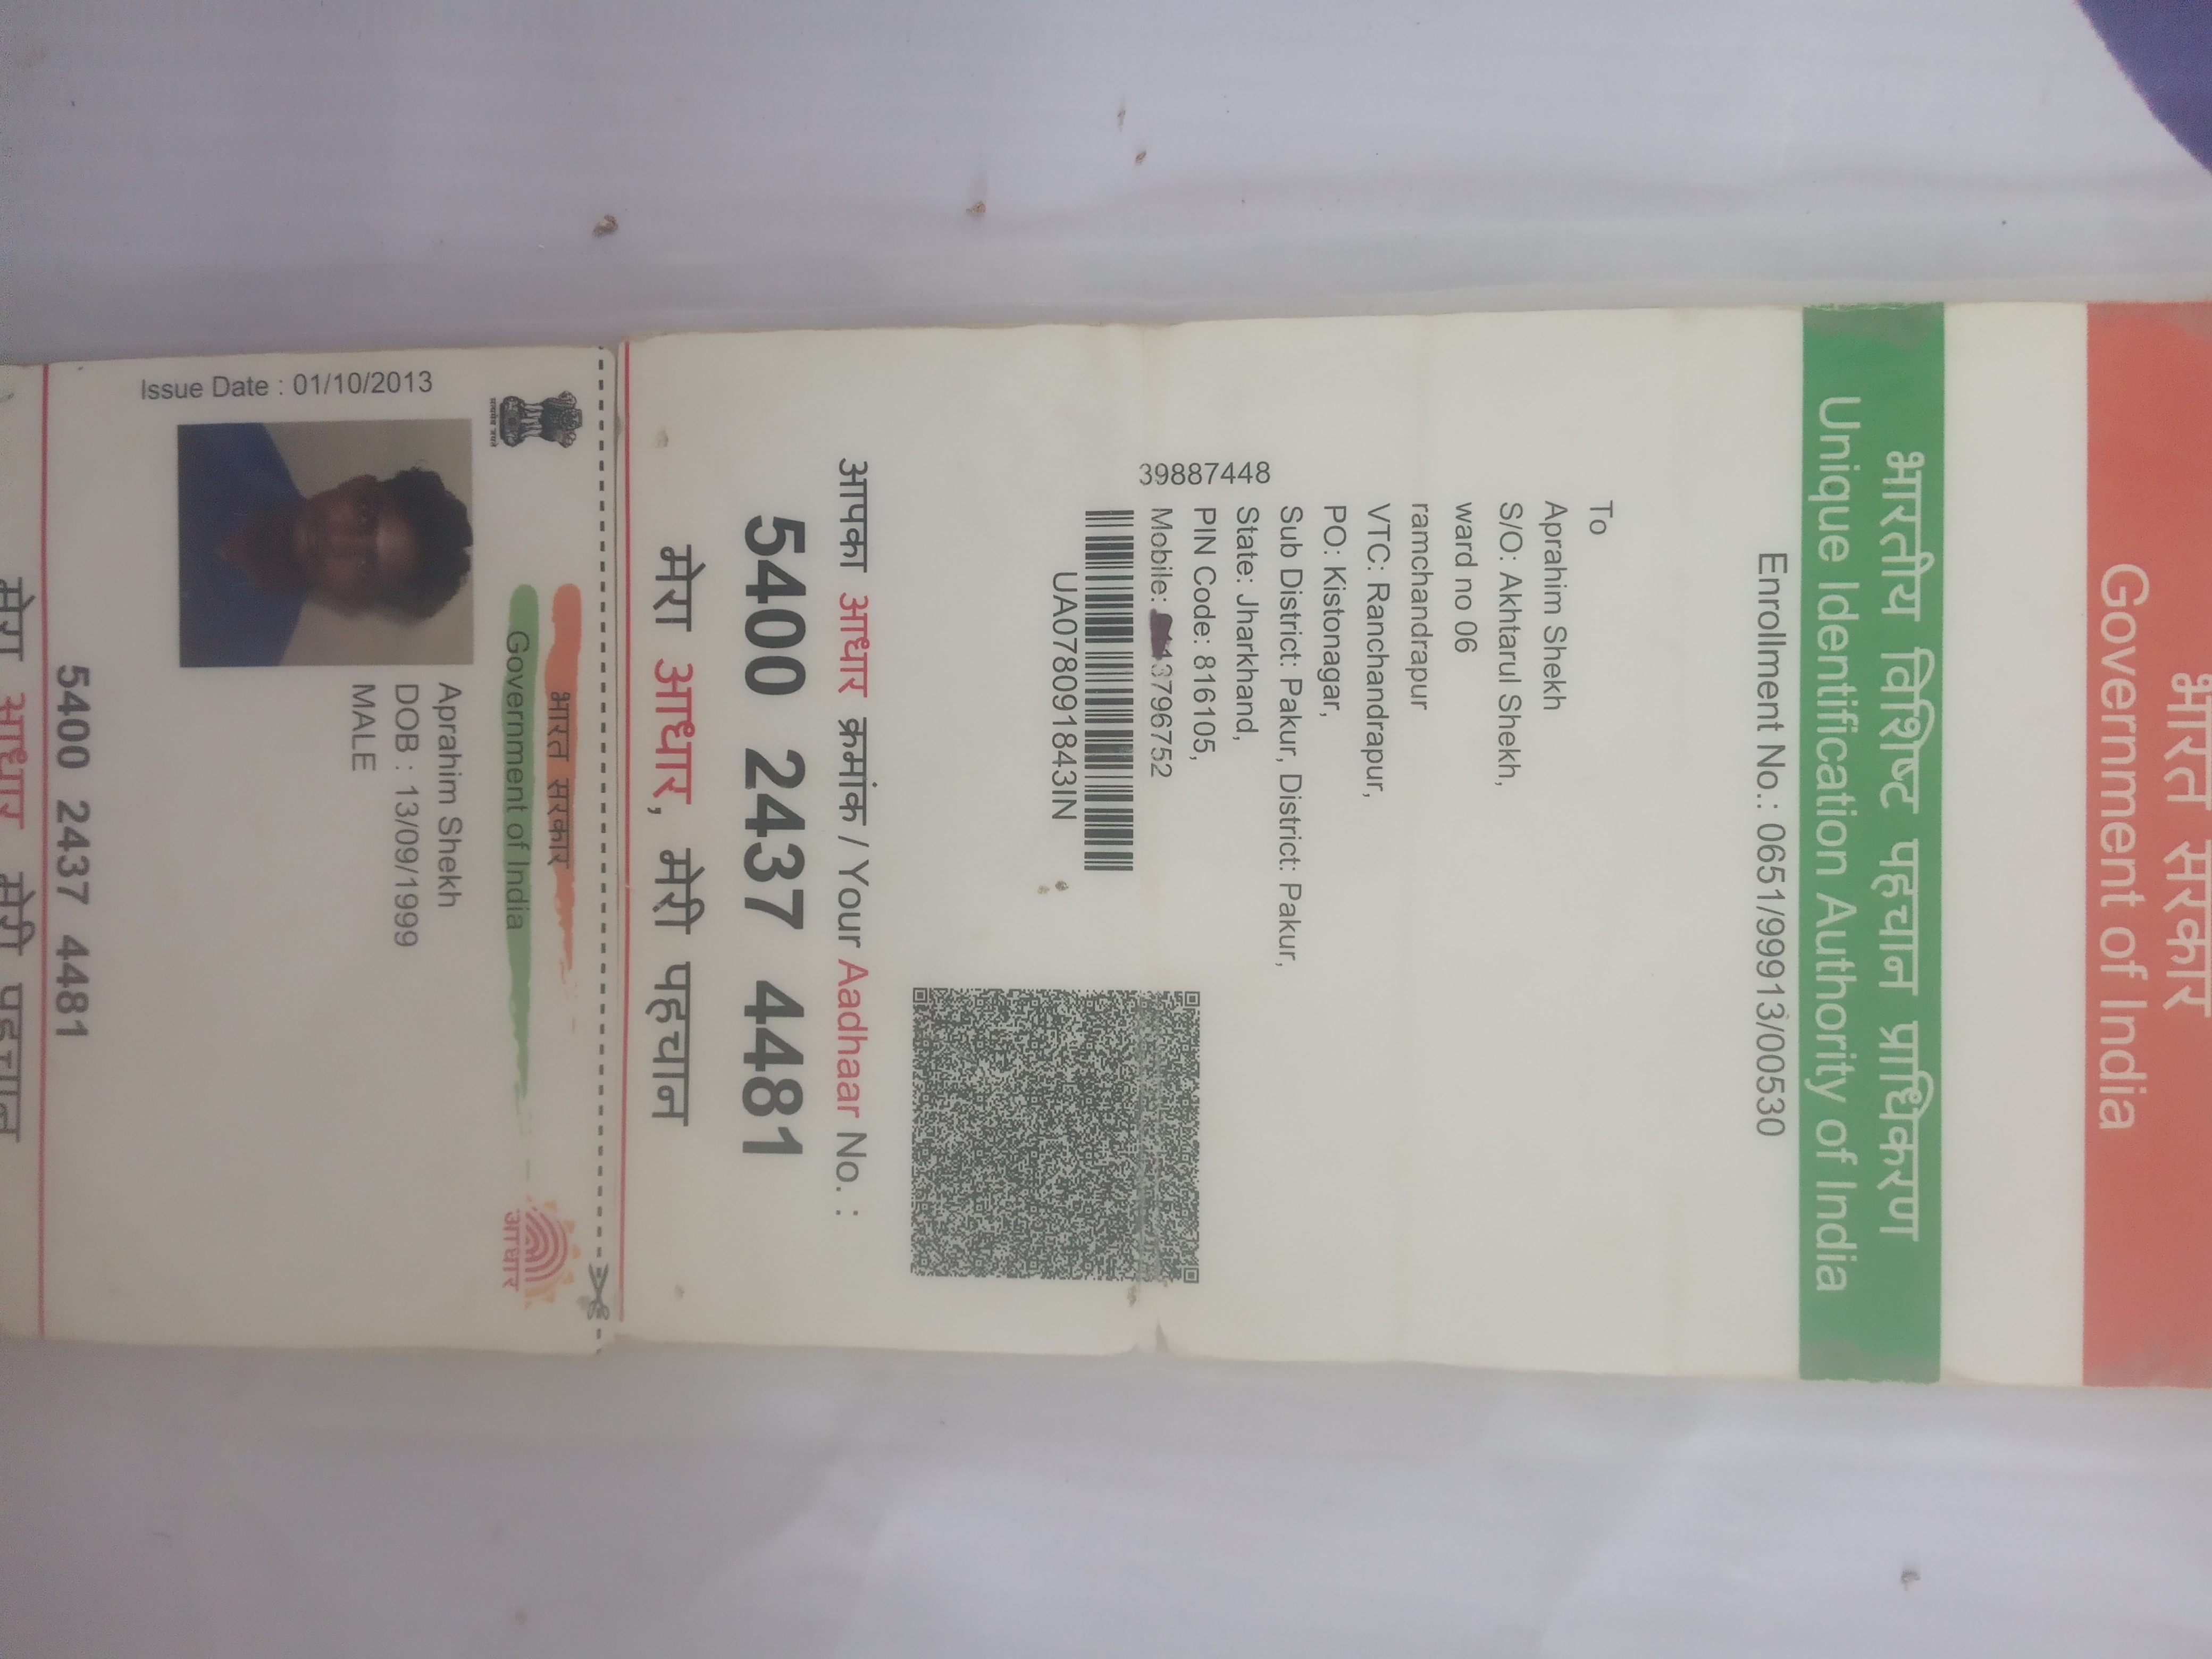 भारत सरकार
Government of India
भारतीय विशिष्ट पहचान प्राधिकरण
Unique Identification Authority of India
Enrollment No.: 0651/99913/00530
To
Aprahim Shekh
S/O: Akhtarul Shekh,
ward no 06
ramchandrapur
VTC: Ranchandrapur,
PO: Kistonagar,
Sub District: Pakur, District: Pakur,
State: Jharkhand,
PIN Code: 816105,
Mobile: 3796752
39887448
UA078091843IN
आपका आधार क्रमांक / Your Aadhaar No. :
5400 2437 4481
मेरा आधार, मेरी पहचान
भारत सरकार
Government of India
आधार
Issue Date : 01/10/2013
Aprahim Shekh
DOB : 13/09/1999
MALE
5400 2437 4481
मेरा आधार मेरी पहचान